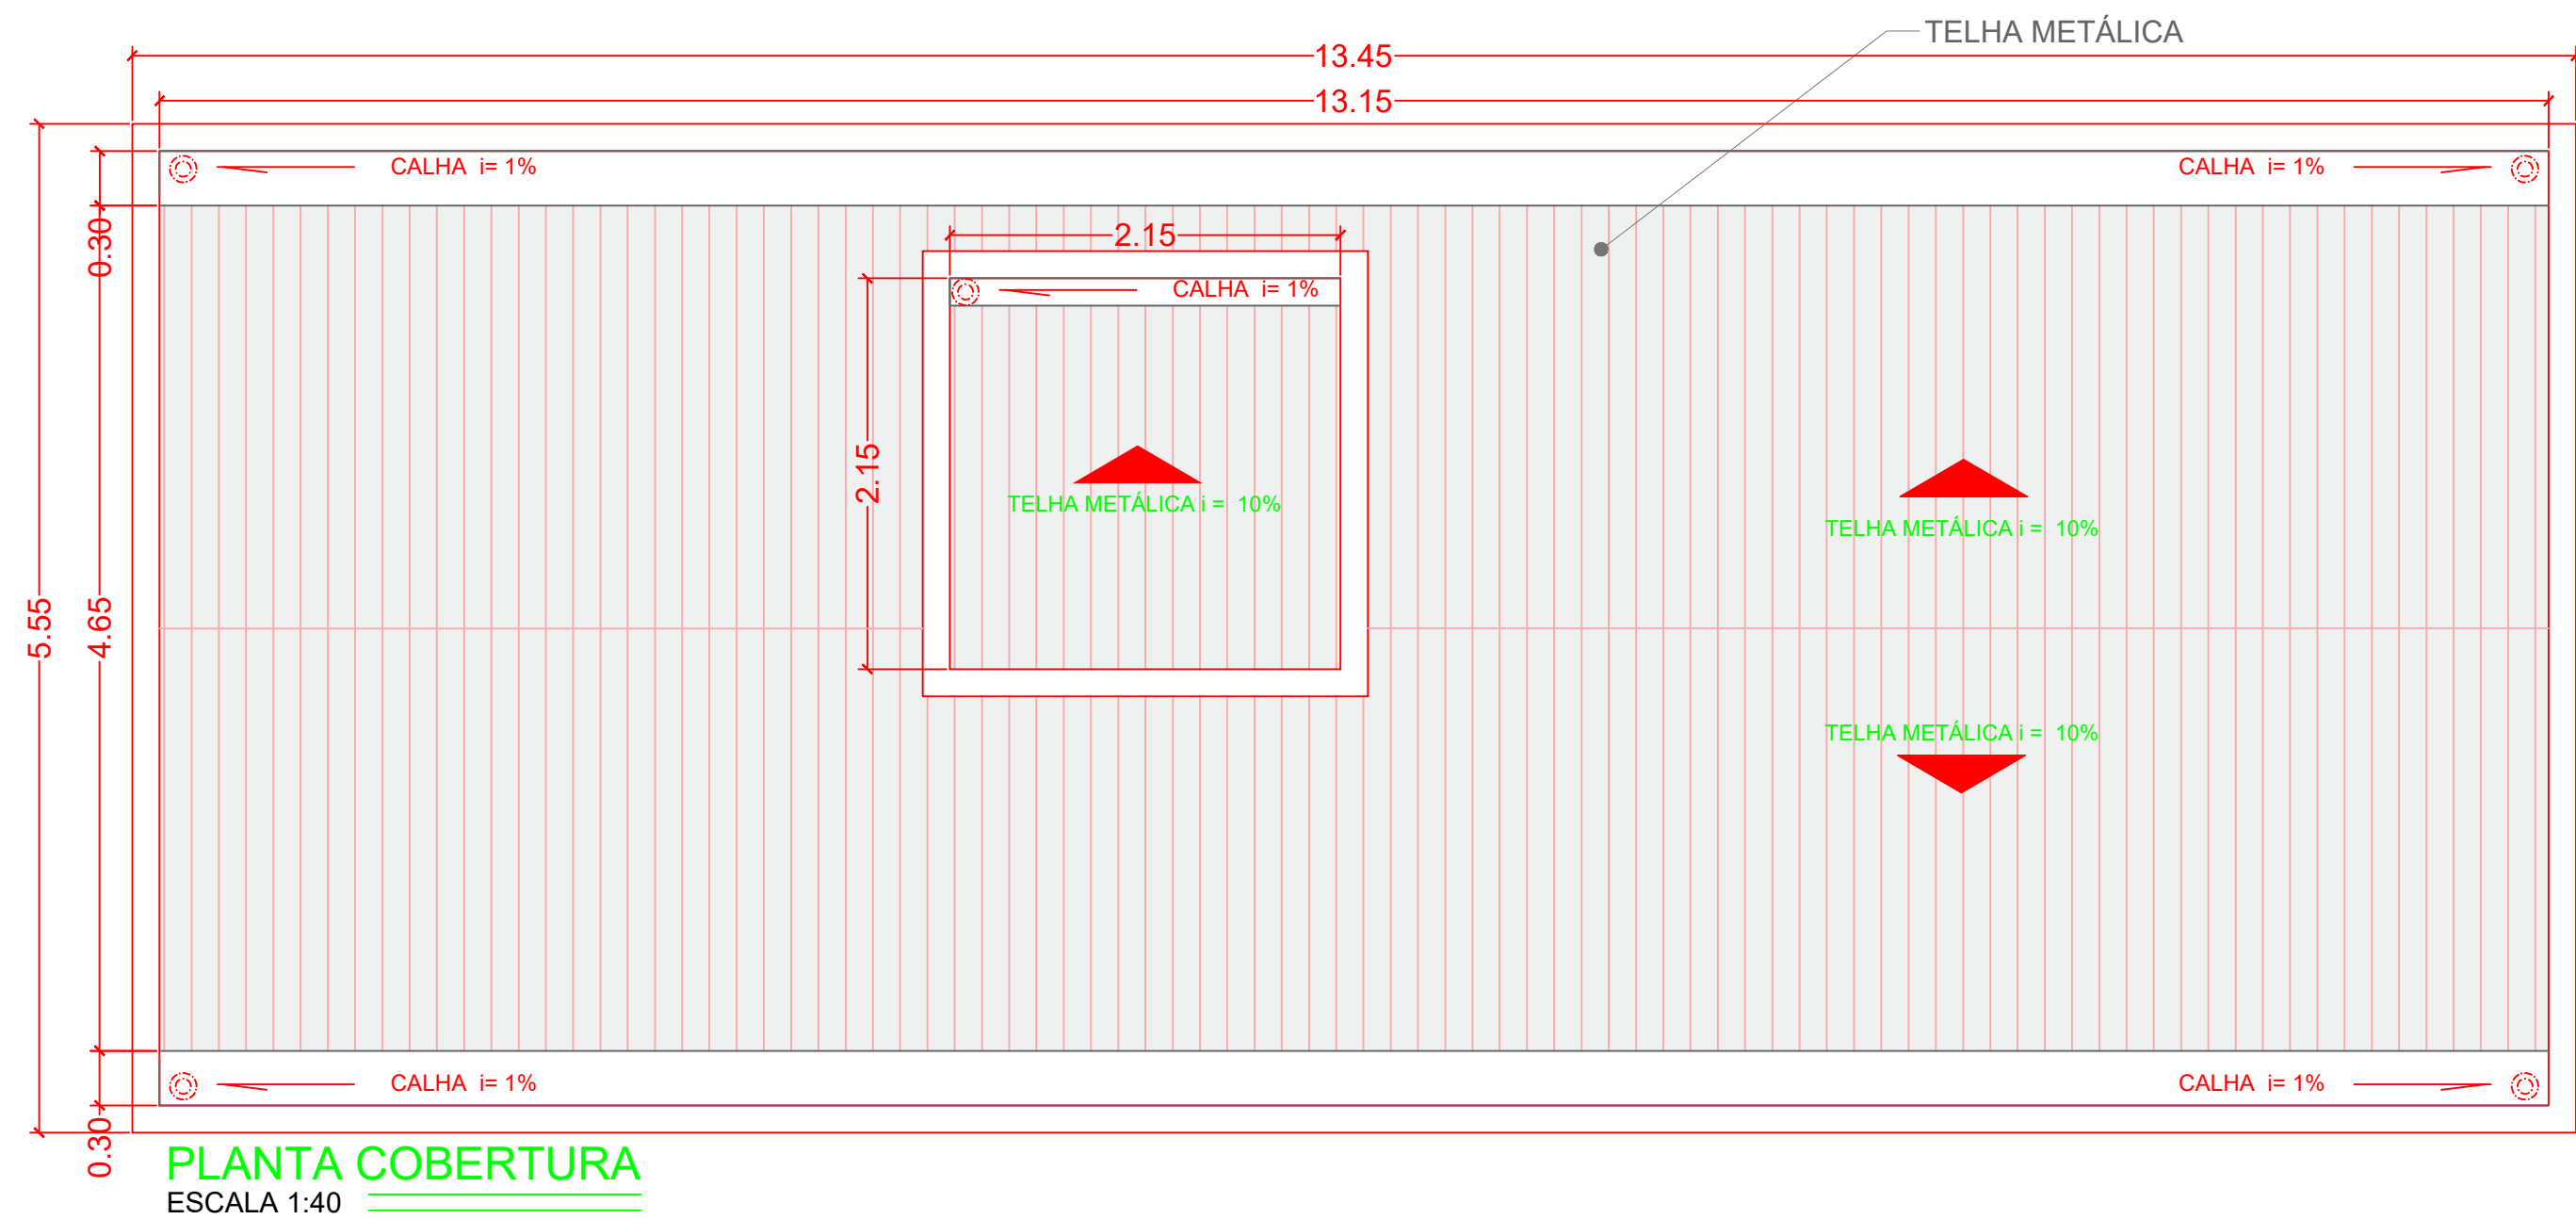 TELHA METÁLICA
13.45
13.15
CALHA i= 1%
CALHA i= 1%
0.30
2.15
CALHA i= 1%
2.15
TELHA METÁLICA i = 10%
TELHA METÁLICA i = 10%
5.55
4.65
TELHA METÁLICA i = 10%
CALHA i= 1%
CALHA i= 1%
0.30
PLANTA COBERTURA
ESCALA 1:40